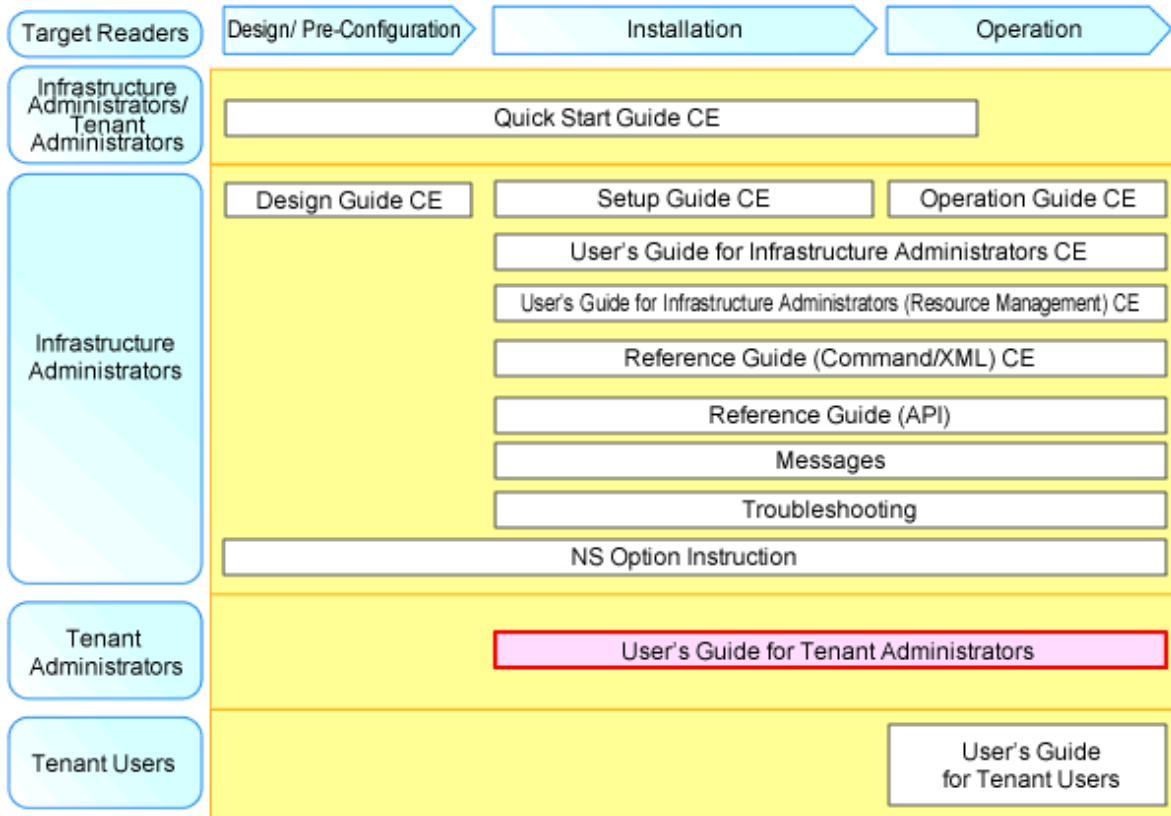 Target Readers
Design/ Pre-Configuration
Installation
Operation
Infrastructure
Administrators/
Tenant
Administrators
Quick Start Guide CE
Infrastructure
Administrators
Design Guide CE
Setup Guide CE
Operation Guide CE
User's Guide for Infrastructure Administrators CE
User's Guide for Infrastructure Administrators (Resource Management) CE
Reference Guide (Command/XML) CE
Reference Guide (API)
Messages
Troubleshooting
NS Option Instruction
Tenant
Administrators
User's Guide for Tenant Administrators
Tenant Users
User's Guide
for Tenant Users